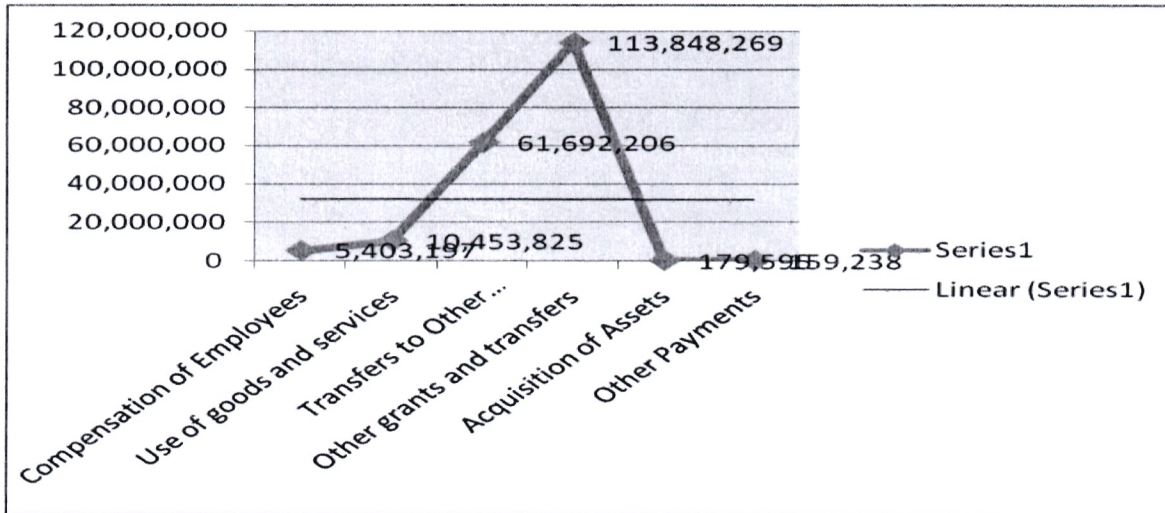 120,000,000
100,000,000
80,000,000
60,000,000
40,000,000
20,000,000
0
113,848,269
61,692,206
10,453,825
5,403,197
159,238
Series1
Linear (Series1)
Compensation of Employees
Use of goods and services
Transfers to Other...
Other grants and transfers
Acquisition of Assets
Other Payments